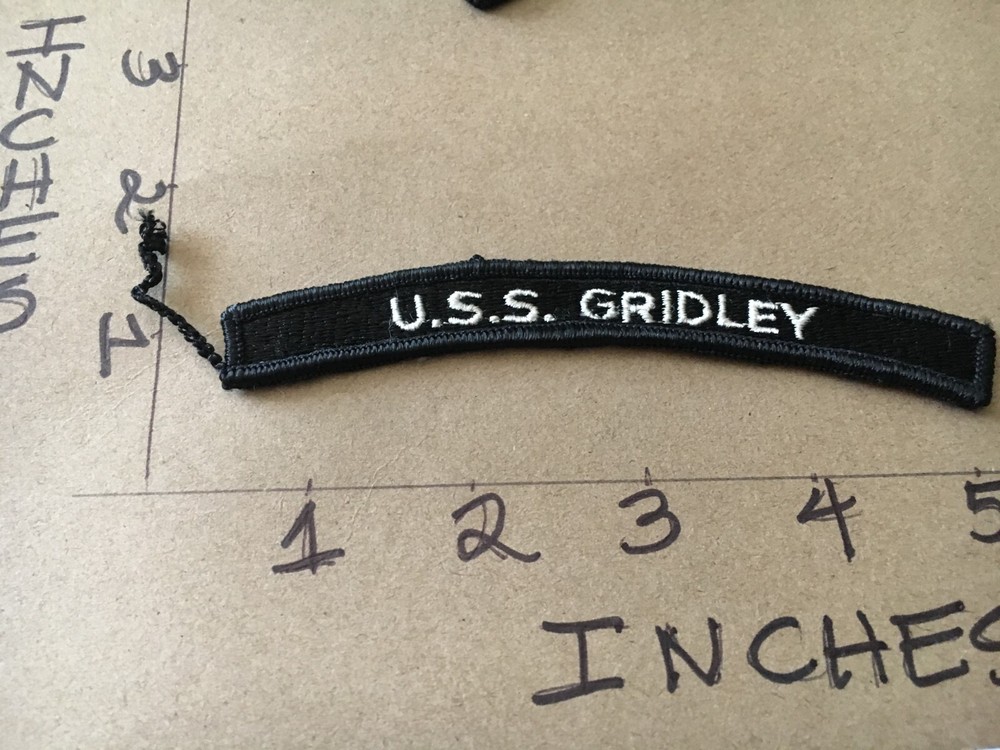 INCHES
3
2
1
U.S.S. GRIDLEY
1 2 3 4 5
INCHES